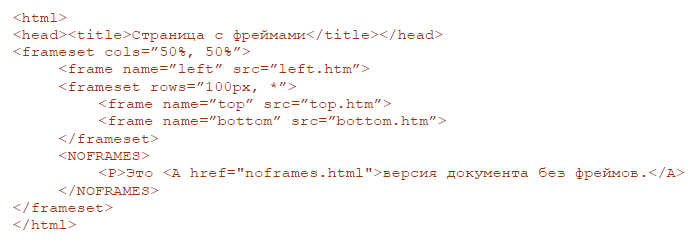 <html>
<head><title>Страница с фреймами</title></head>
<frameset cols=”50%, 50%”>
<frame name=”left” src=”left.htm”>
<frameset rows=”100px, *”>
<frame name=”top” src=”top.htm”>
<frame name=”bottom” src=”bottom.htm”>
</frameset>
<NOFRAMES>
<P>Это <A href="noframes.html">версия документа без фреймов.</A>
</NOFRAMES>
</frameset>
</html>